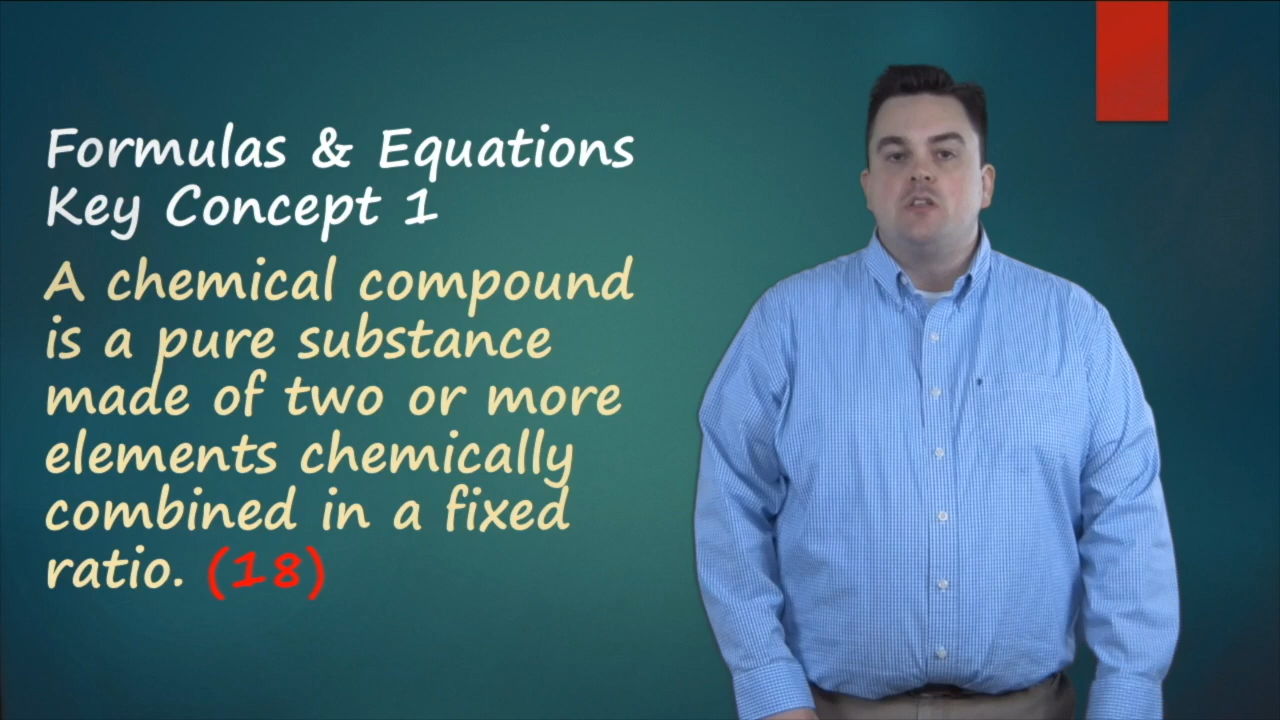 Formulas & Equations
Key Concept 1
A chemical compound
is a pure substance
made of two or more
elements chemically
combined in a fixed
ratio. (18)